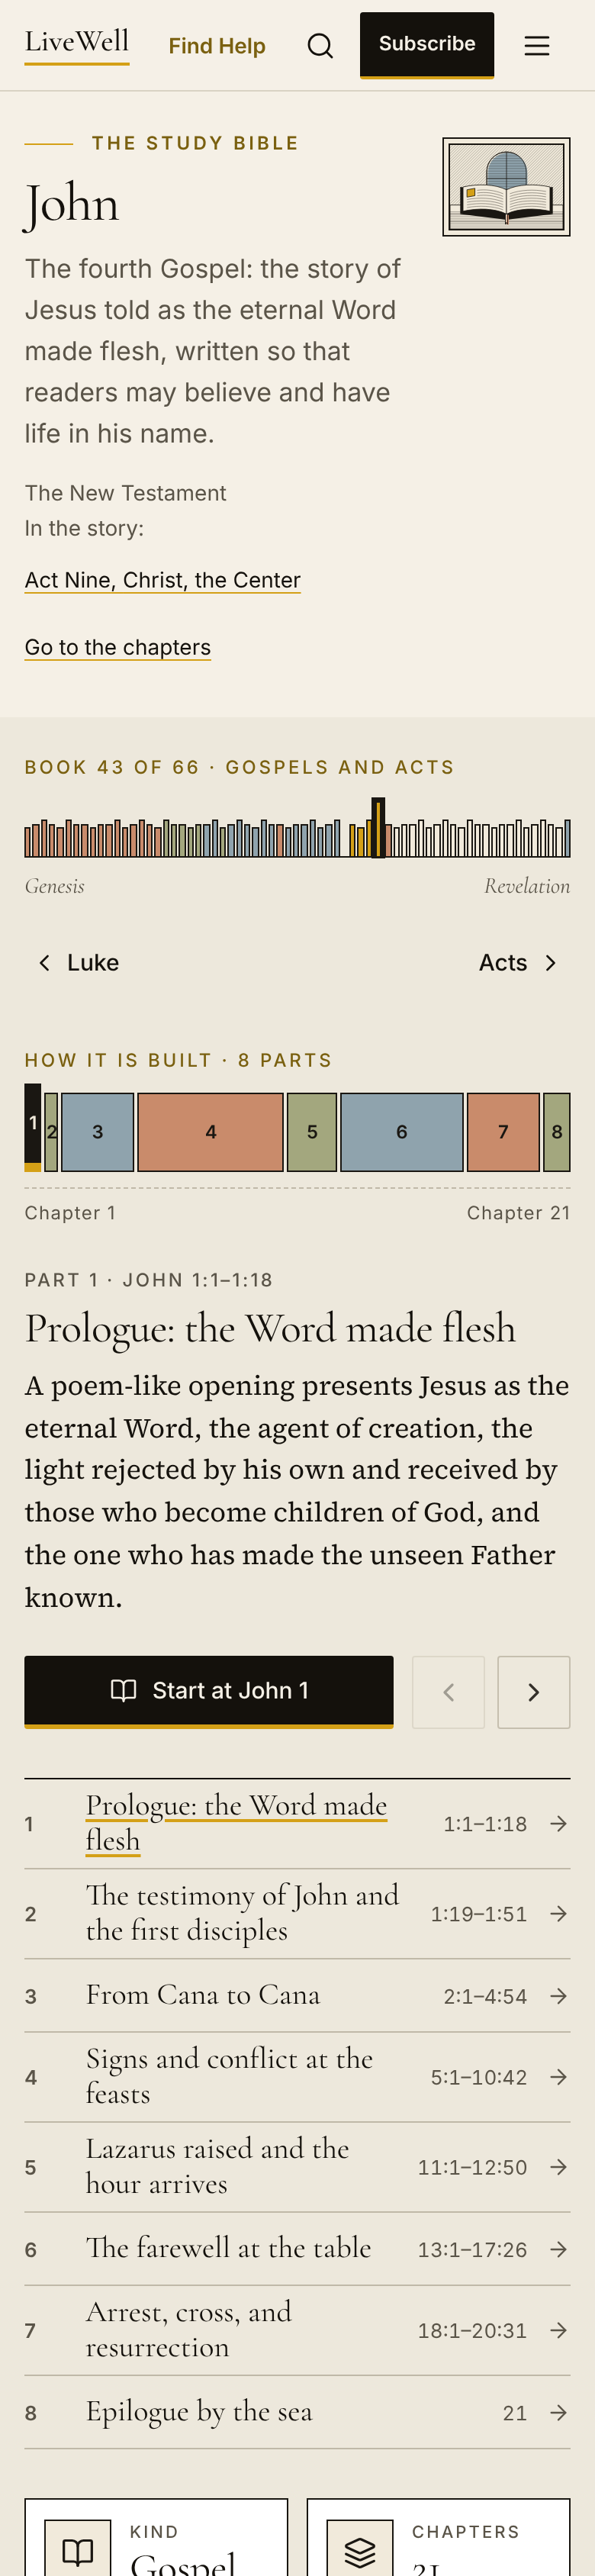 LiveWell Find Help Subscribe
THE STUDY BIBLE
John
The fourth Gospel: the story of
Jesus told as the eternal Word
made flesh, written so that
readers may believe and have
life in his name.
The New Testament
In the story:
Act Nine, Christ, the Center
Go to the chapters
BOOK 43 OF 66 · GOSPELS AND ACTS
Genesis Revelation
Luke Acts
HOW IT IS BUILT · 8 PARTS
1 2 3 4 5 6 7 8
Chapter 1 Chapter 21
PART 1 · JOHN 1:1–1:18
Prologue: the Word made flesh
A poem-like opening presents Jesus as the
eternal Word, the agent of creation, the
light rejected by his own and received by
those who become children of God, and
the one who has made the unseen Father
known.
Start at John 1
1 Prologue: the Word made
flesh 1:1–1:18
2 The testimony of John and
the first disciples 1:19–1:51
3 From Cana to Cana 2:1–4:54
4 Signs and conflict at the
feasts 5:1–10:42
5 Lazarus raised and the
hour arrives 11:1–12:50
6 The farewell at the table 13:1–17:26
7 Arrest, cross, and
resurrection 18:1–20:31
8 Epilogue by the sea 21
KIND CHAPTERS
Gospel 21